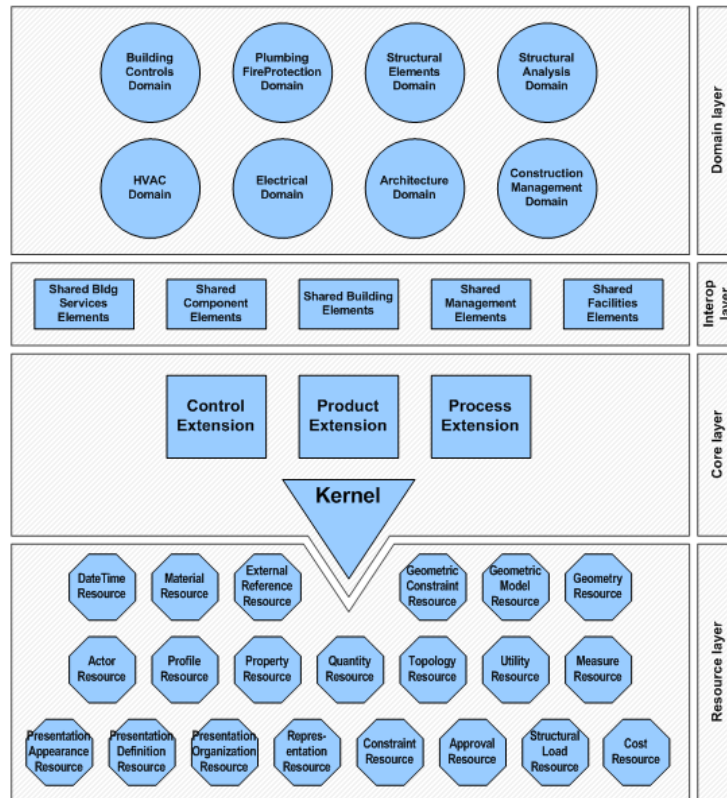 Building
Controls
Domain
Plumbing
FireProtection
Domain
Structural
Elements
Domain
Structural
Analysis
Domain
HVAC
Domain
Electrical
Domain
Architecture
Domain
Construction
Management
Domain
Domain layer
Shared Bldg
Services
Elements
Shared
Component
Elements
Shared Building
Elements
Shared
Management
Elements
Shared
Facilities
Elements
Interop
layer
Control
Extension
Product
Extension
Process
Extension
Kernel
Core layer
DateTime
Resource
Material
Resource
External
Reference
Resource
Geometric
Constraint
Resource
Geometric
Model
Resource
Geometry
Resource
Actor
Resource
Profile
Resource
Property
Resource
Quantity
Resource
Topology
Resource
Utility
Resource
Measure
Resource
Presentation
Appearance
Resource
Presentation
Definition
Resource
Presentation
Organization
Resource
Repres-
entation
Resource
Constraint
Resource
Approval
Resource
Structural
Load
Resource
Cost
Resource
Resource layer